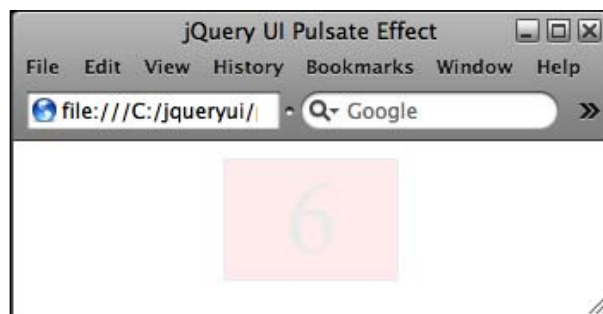 jQuery UI Pulsate Effect
File Edit View History Bookmarks Window Help
file:///C:/jqueryui/ Google
6